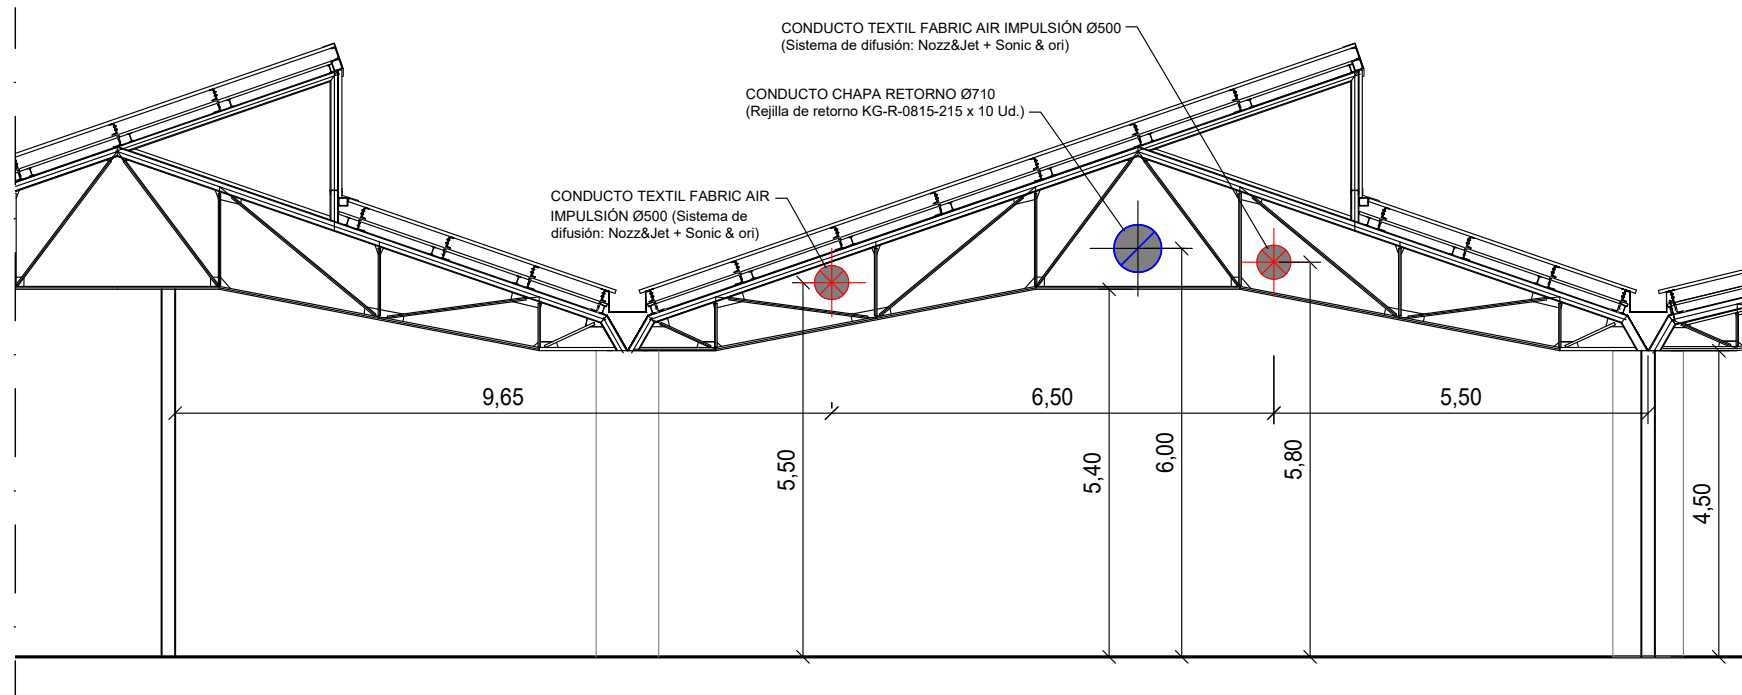 CONDUCTO TEXTIL FABRIC AIR IMPULSIÓN Ø500
(Sistema de difusión: Nozz&Jet + Sonic & ori)
CONDUCTO CHAPA RETORNO Ø710
(Rejilla de retorno KG-R-0815-215 x 10 Ud.)
CONDUCTO TEXTIL FABRIC AIR
IMPULSIÓN Ø500 (Sistema de
difusión: Nozz&Jet + Sonic & ori)
9,65
6,50
5,50
5,50
5,40
6,00
5,80
4,50